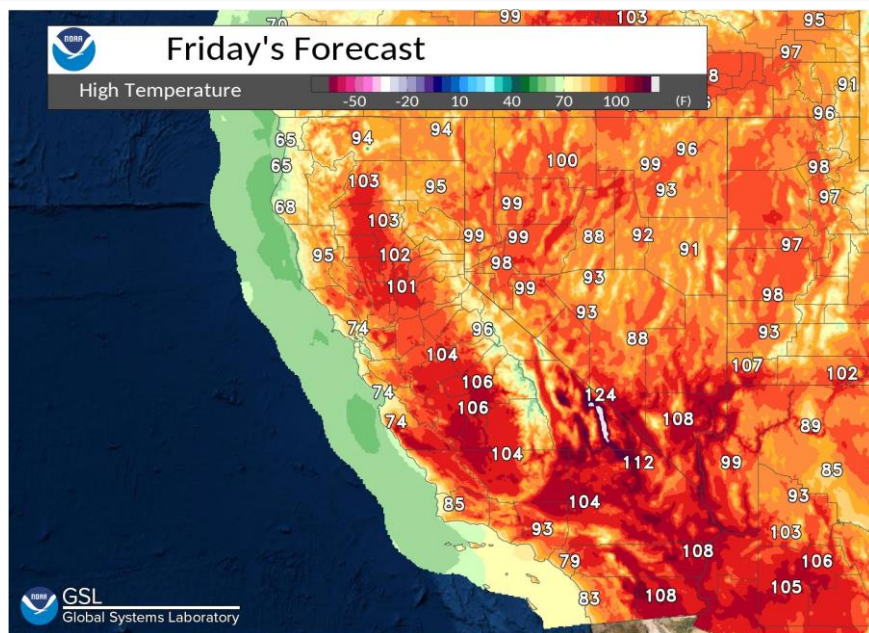 99 103 95
NOAA
Friday's Forecast
97
High Temperature
-50 -20 10 40 70 100 (F)
91
96
65 94 94
96
65 100 99 98
103 95 93 97
68 99
103
99 99 88 92 97
95 102 98 91
101 99 93 98
93
74 96 88 93
104 107 102
106
74 124
106 108 89
74
104 112 99 85
85 104 93
93 103
79 108 106
83 108 105
NOAA
GSL
Global Systems Laboratory